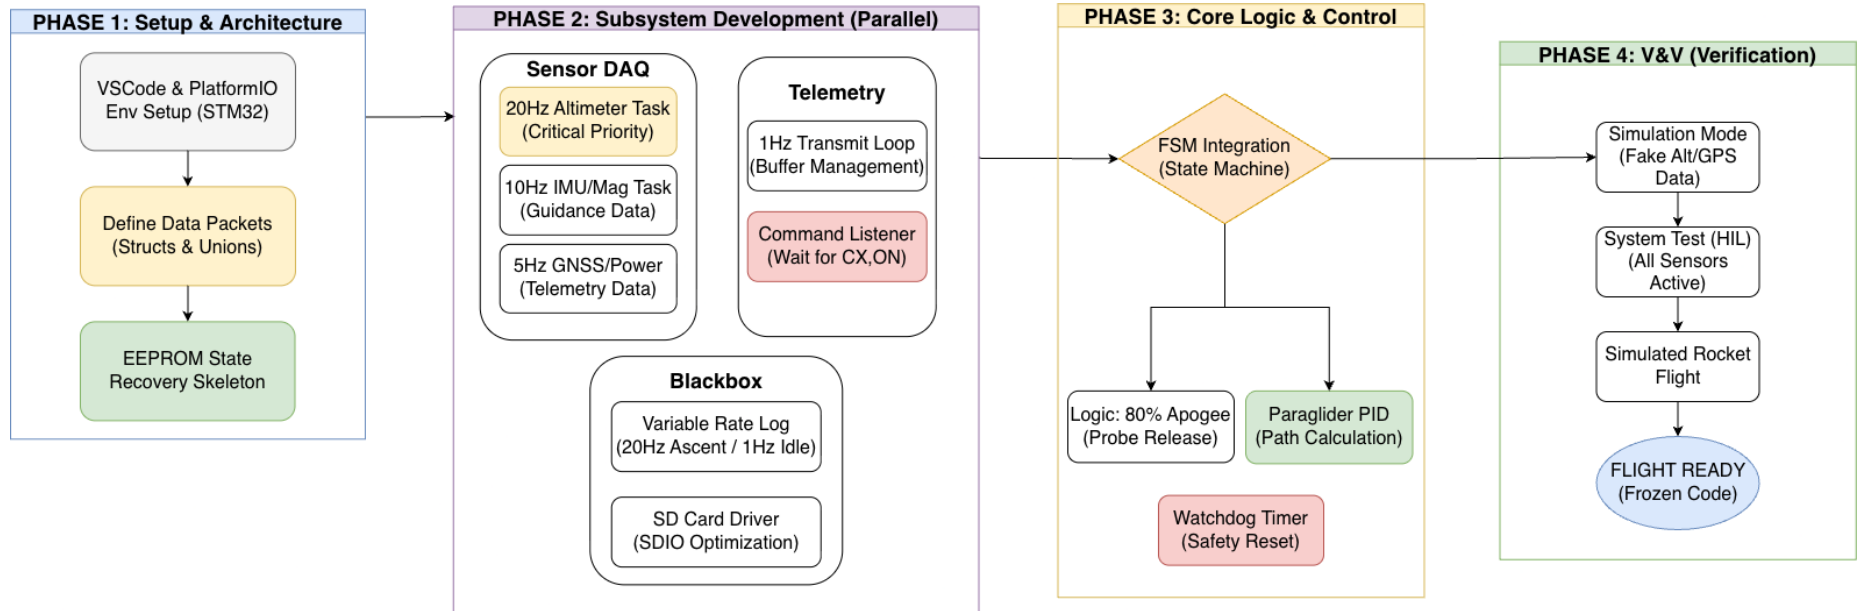 PHASE 1: Setup & Architecture
VSCode & PlatformIO
Env Setup (STM32)
Define Data Packets
(Structs & Unions)
EEPROM State
Recovery Skeleton
PHASE 2: Subsystem Development (Parallel)
Sensor DAQ
20Hz Altimeter Task
(Critical Priority)
10Hz IMU/Mag Task
(Guidance Data)
5Hz GNSS/Power
(Telemetry Data)
Telemetry
1Hz Transmit Loop
(Buffer Management)
Command Listener
(Wait for CX,ON)
Blackbox
Variable Rate Log
(20Hz Ascent / 1Hz Idle)
SD Card Driver
(SDIO Optimization)
PHASE 3: Core Logic & Control
FSM Integration
(State Machine)
Logic: 80% Apogee
(Probe Release)
Paraglider PID
(Path Calculation)
Watchdog Timer
(Safety Reset)
PHASE 4: V&V (Verification)
Simulation Mode
(Fake Alt/GPS
Data)
System Test (HIL)
(All Sensors
Active)
Simulated Rocket
Flight
FLIGHT READY
(Frozen Code)